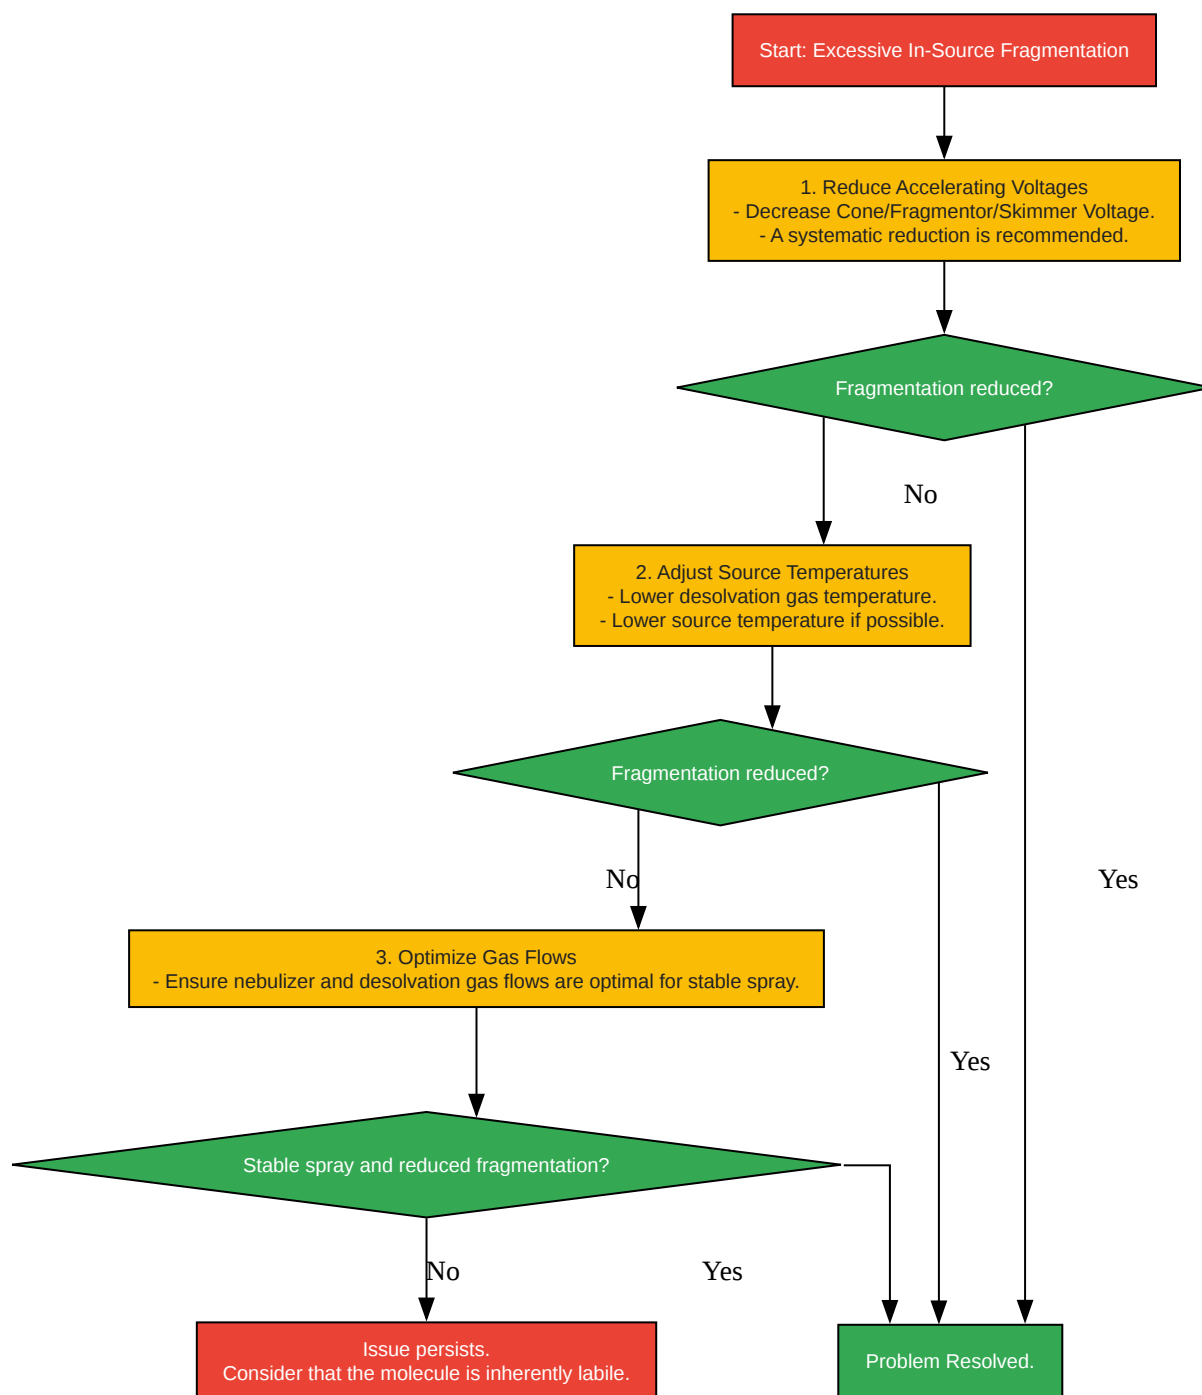 Start: Excessive In-Source Fragmentation
1. Reduce Accelerating Voltages
- Decrease Cone/Fragmentor/Skimmer Voltage.
- A systematic reduction is recommended.
Fragmentation reduced?
No
2. Adjust Source Temperatures
- Lower desolvation gas temperature.
- Lower source temperature if possible.
Fragmentation reduced?
No
Yes
3. Optimize Gas Flows
- Ensure nebulizer and desolvation gas flows are optimal for stable spray.
Yes
Stable spray and reduced fragmentation?
No
Yes
Issue persists.
Consider that the molecule is inherently labile.
Problem Resolved.